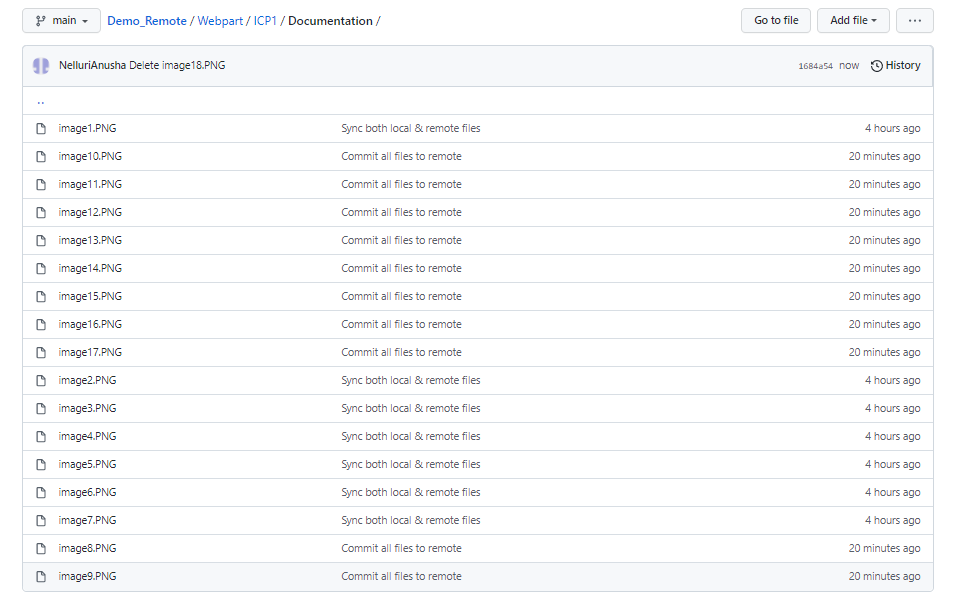 main Demo_Remote / Webpart / ICP1 / Documentation / Go to file Add file ...
NelluriAnusha Delete image18.PNG 1684a54 now History
..
image1.PNG Sync both local & remote files 4 hours ago
image10.PNG Commit all files to remote 20 minutes ago
image11.PNG Commit all files to remote 20 minutes ago
image12.PNG Commit all files to remote 20 minutes ago
image13.PNG Commit all files to remote 20 minutes ago
image14.PNG Commit all files to remote 20 minutes ago
image15.PNG Commit all files to remote 20 minutes ago
image16.PNG Commit all files to remote 20 minutes ago
image17.PNG Commit all files to remote 20 minutes ago
image2.PNG Sync both local & remote files 4 hours ago
image3.PNG Sync both local & remote files 4 hours ago
image4.PNG Sync both local & remote files 4 hours ago
image5.PNG Sync both local & remote files 4 hours ago
image6.PNG Sync both local & remote files 4 hours ago
image7.PNG Sync both local & remote files 4 hours ago
image8.PNG Commit all files to remote 20 minutes ago
image9.PNG Commit all files to remote 20 minutes ago